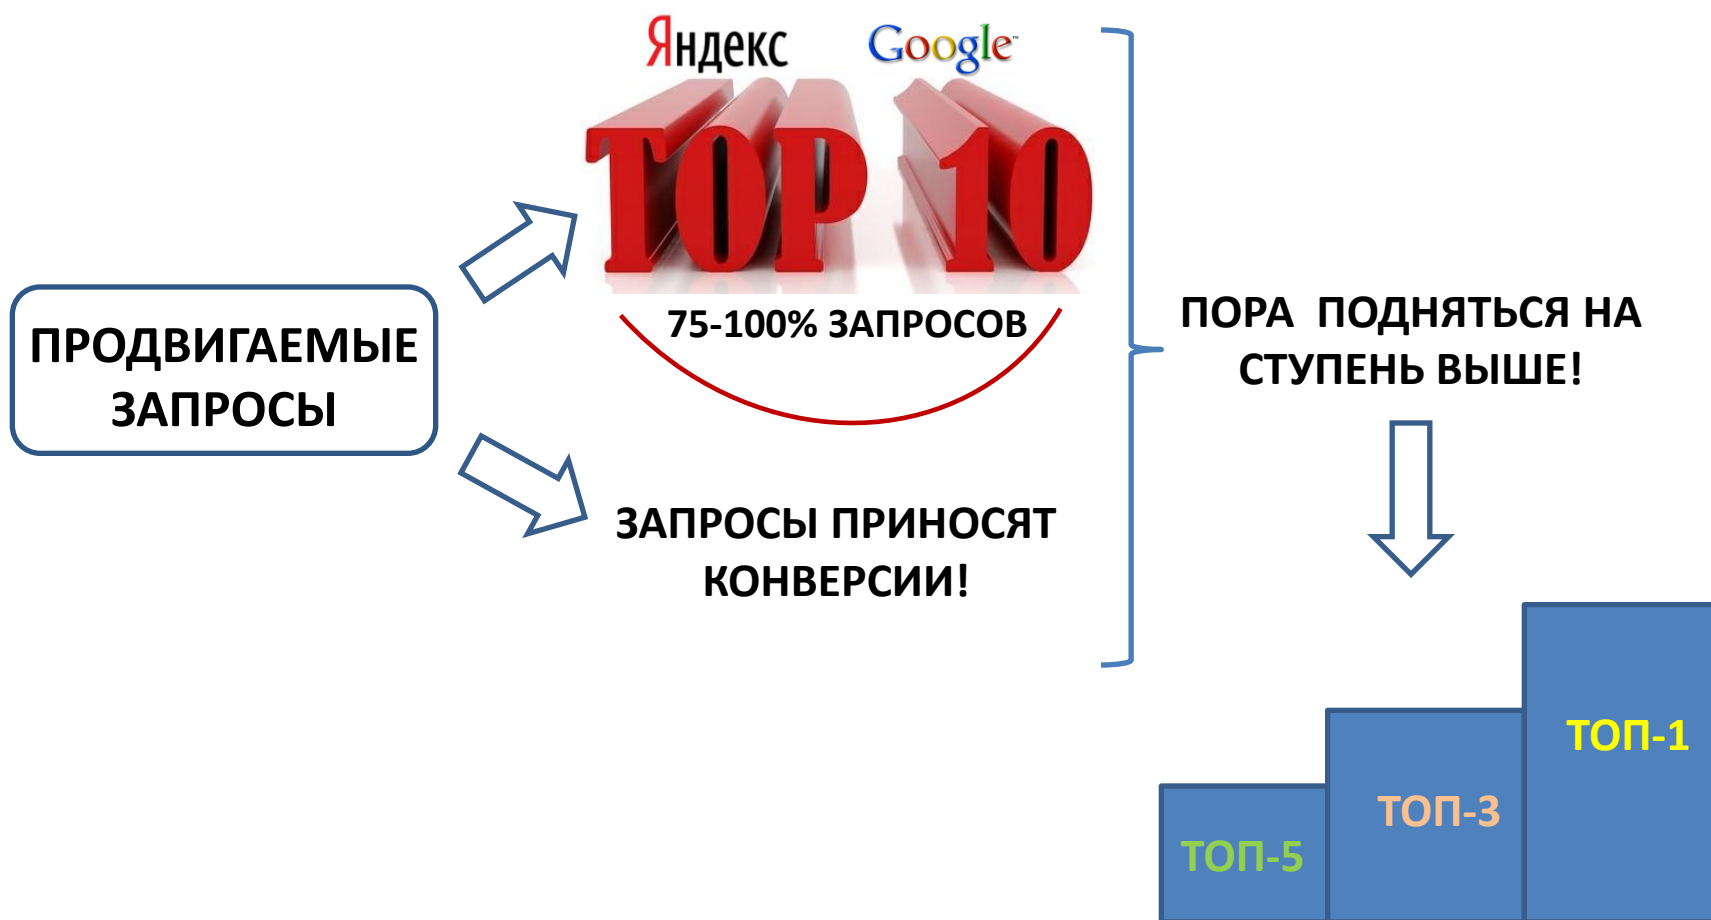 Яндекс Google™
TOP 10
75-100% ЗАПРОСОВ
ПРОДВИГАЕМЫЕ
ЗАПРОСЫ
ЗАПРОСЫ ПРИНОСЯТ
КОНВЕРСИИ!
ПОРА ПОДНЯТЬСЯ НА
СТУПЕНЬ ВЫШЕ!
ТОП-5
ТОП-3
ТОП-1